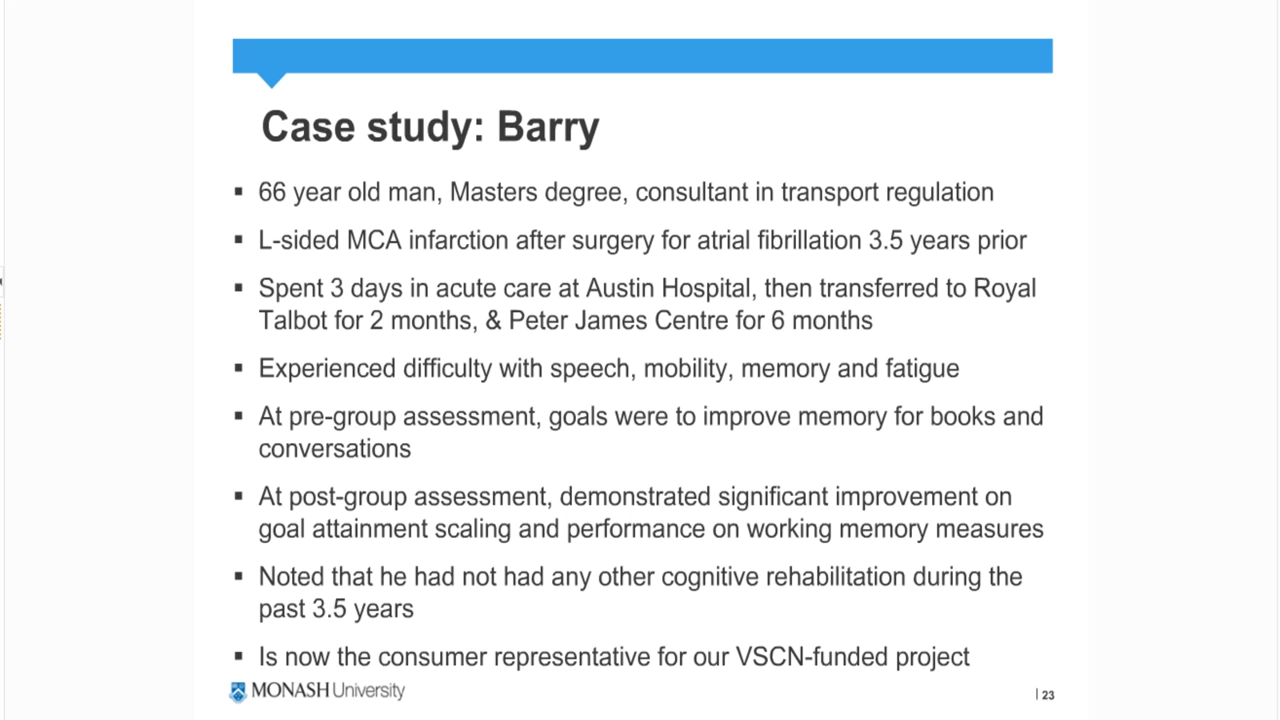 Case study: Barry
▪ 66 year old man, Masters degree, consultant in transport regulation
▪ L-sided MCA infarction after surgery for atrial fibrillation 3.5 years prior
▪ Spent 3 days in acute care at Austin Hospital, then transferred to Royal
Talbot for 2 months, & Peter James Centre for 6 months
▪ Experienced difficulty with speech, mobility, memory and fatigue
▪ At pre-group assessment, goals were to improve memory for books and
conversations
▪ At post-group assessment, demonstrated significant improvement on
goal attainment scaling and performance on working memory measures
▪ Noted that he had not had any other cognitive rehabilitation during the
past 3.5 years
▪ Is now the consumer representative for our VSCN-funded project
MONASH University
| 23